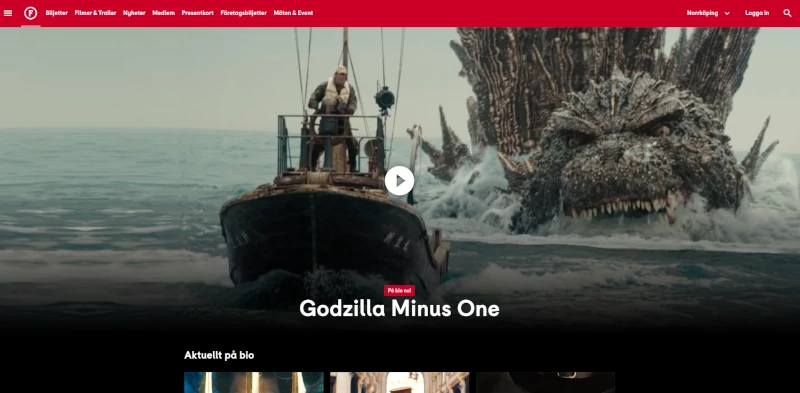 F Biljetter Filmer & Trailer Nyheter Medlem Presentkort Företagsbiljetter Möten & Event Norrköping Logga in
På bio nu!
Godzilla Minus One
Aktuellt på bio